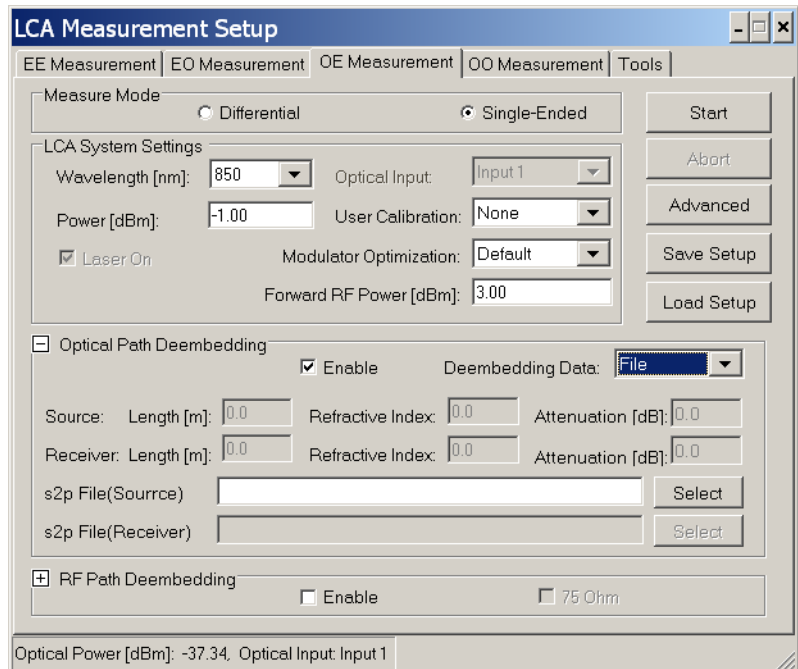 LCA Measurement Setup
EE Measurement EO Measurement OE Measurement OO Measurement Tools
Measure Mode
Differential Single-Ended Start
LCA System Settings
Abort
Wavelength [nm]: 850 Optical Input: Input 1
Power [dBm]: -1.00 User Calibration: None Advanced
Laser On Modulator Optimization: Default Save Setup
Forward RF Power [dBm]: 3.00 Load Setup
Optical Path Deembedding
Enable Deembedding Data: File
Source: Length [m]: 0.0 Refractive Index: 0.0 Attenuation [dB]: 0.0
Receiver: Length [m]: 0.0 Refractive Index: 0.0 Attenuation [dB]: 0.0
s2p File(Sourrce) Select
s2p File(Receiver) Select
RF Path Deembedding
Enable 75 Ohm
Optical Power [dBm]: -37.34, Optical Input: Input 1